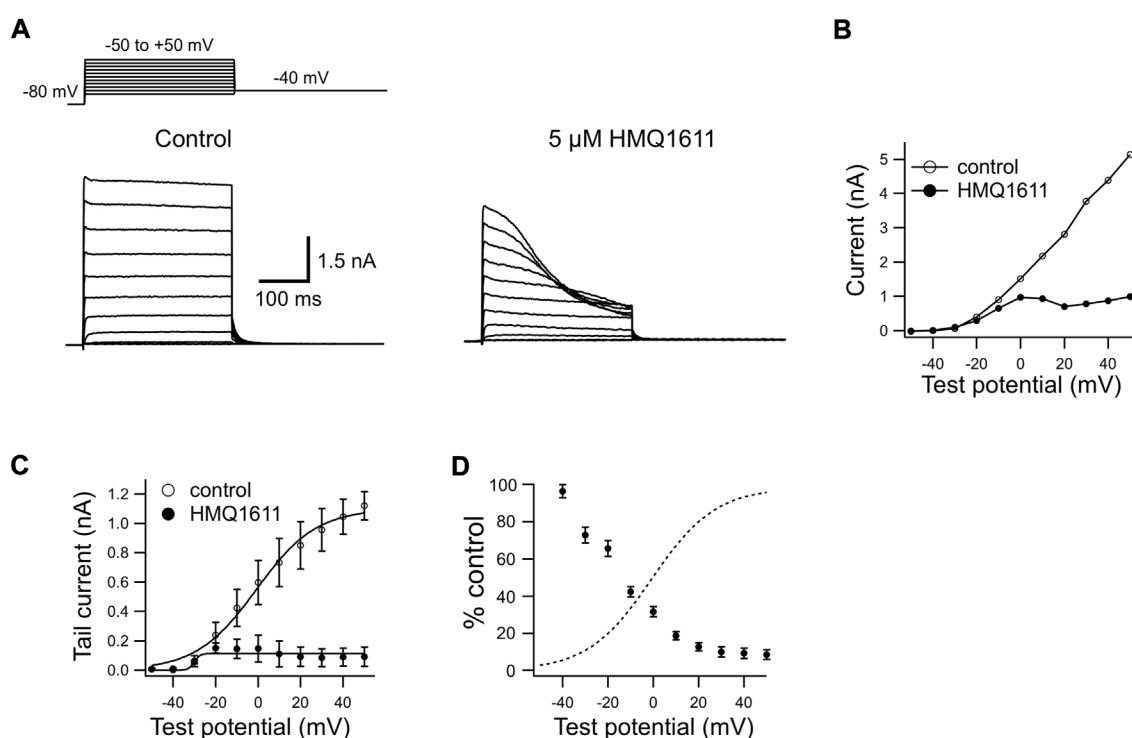 A
-50 to +50 mV
-80 mV
-40 mV
Control
5 µM HMQ1611
1.5 nA
100 ms
B
control
HMQ1611
Current (nA)
5
4
3
2
1
0
-40 -20 0 20 40
Test potential (mV)
C
control
HMQ1611
Tail current (nA)
1.2
1.0
0.8
0.6
0.4
0.2
0.0
-40 -20 0 20 40
Test potential (mV)
D
% control
100
80
60
40
20
0
-40 -20 0 20 40
Test potential (mV)